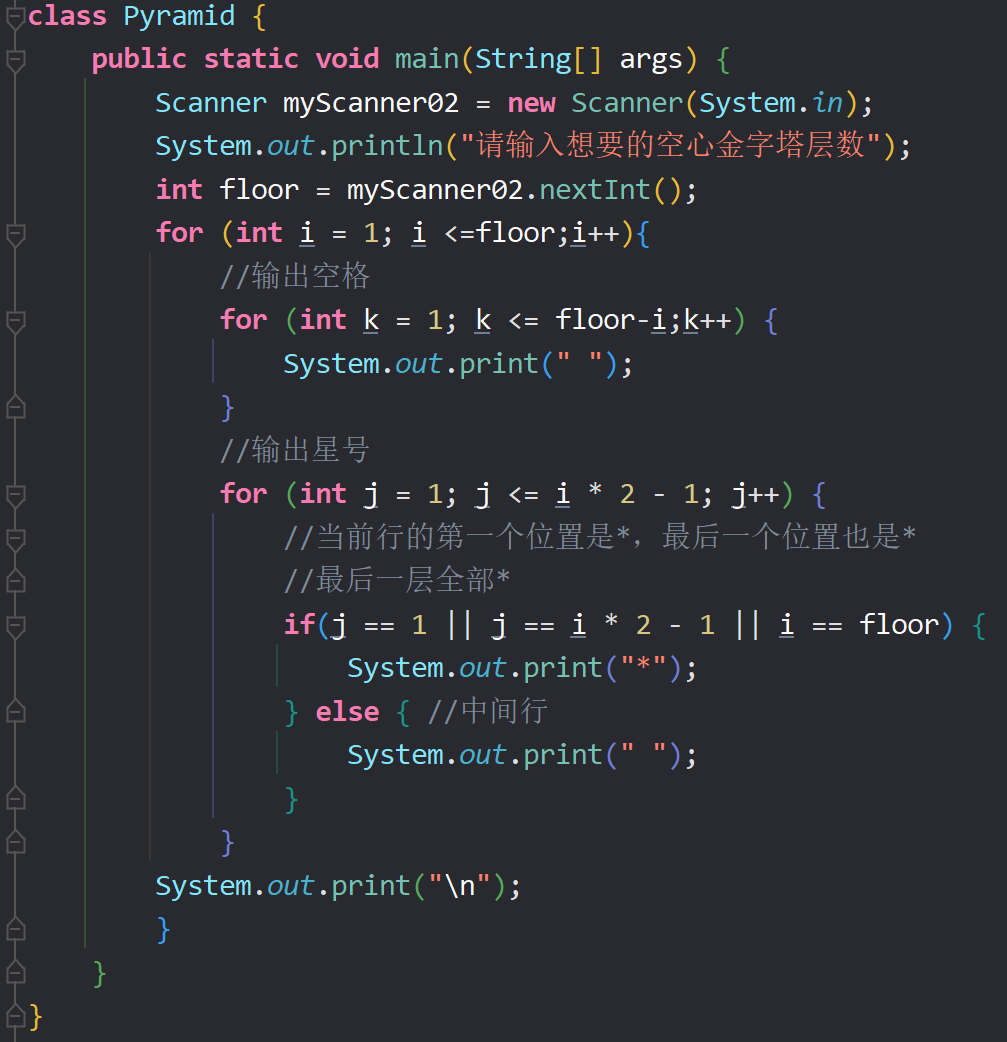 class Pyramid {
    public static void main(String[] args) {
        Scanner myScanner02 = new Scanner(System.in);
        System.out.println("请输入想要的空心金字塔层数");
        int floor = myScanner02.nextInt();
        for (int i = 1; i <=floor;i++){
            //输出空格
            for (int k = 1; k <= floor-i;k++) {
                System.out.print(" ");
            }
            //输出星号
            for (int j = 1; j <= i * 2 - 1; j++) {
                //当前行的第一个位置是*，最后一个位置也是*
                //最后一层全部*
                if(j == 1 || j == i * 2 - 1 || i == floor) {
                    System.out.print("*");
                } else { //中间行
                    System.out.print(" ");
                }
            }
        System.out.print("\n");
        }
    }
}